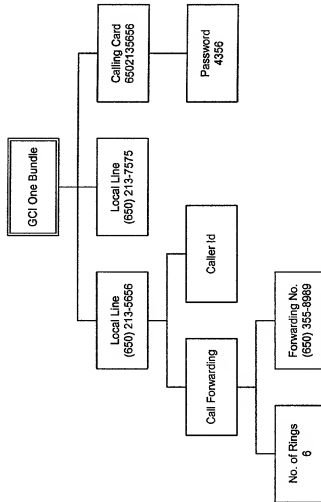 GCI One Bundle
Local Line
(650) 213-5656
Local Line
(650) 213-7575
Calling Card
6502135656
Call Forwarding
Caller Id
Password
4356
No. of Rings
6
Forwarding No.
(650) 355-8989